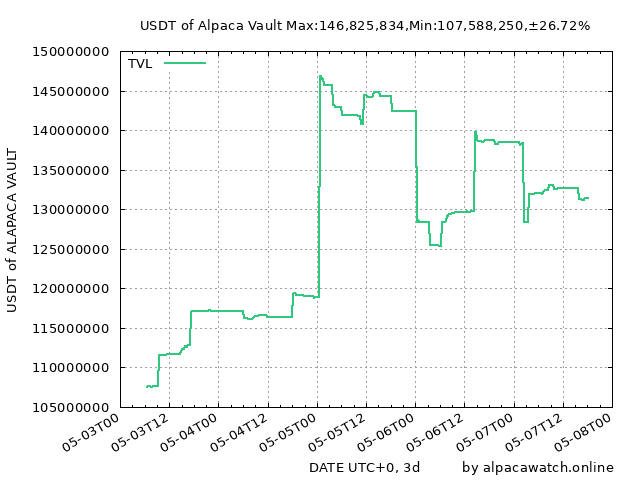 USDT of Alpaca Vault Max:146,825,834,Min:107,588,250,±26.72%
150000000
TVL
145000000
140000000
135000000
130000000
125000000
120000000
115000000
110000000
105000000
USDT of ALAPACA VAULT
05-03T00
05-03T12
05-04T00
05-04T12
05-05T00
05-05T12
05-06T00
05-06T12
05-07T00
05-07T12
05-08T00
DATE UTC+0, 3d
by alpacawatch.online